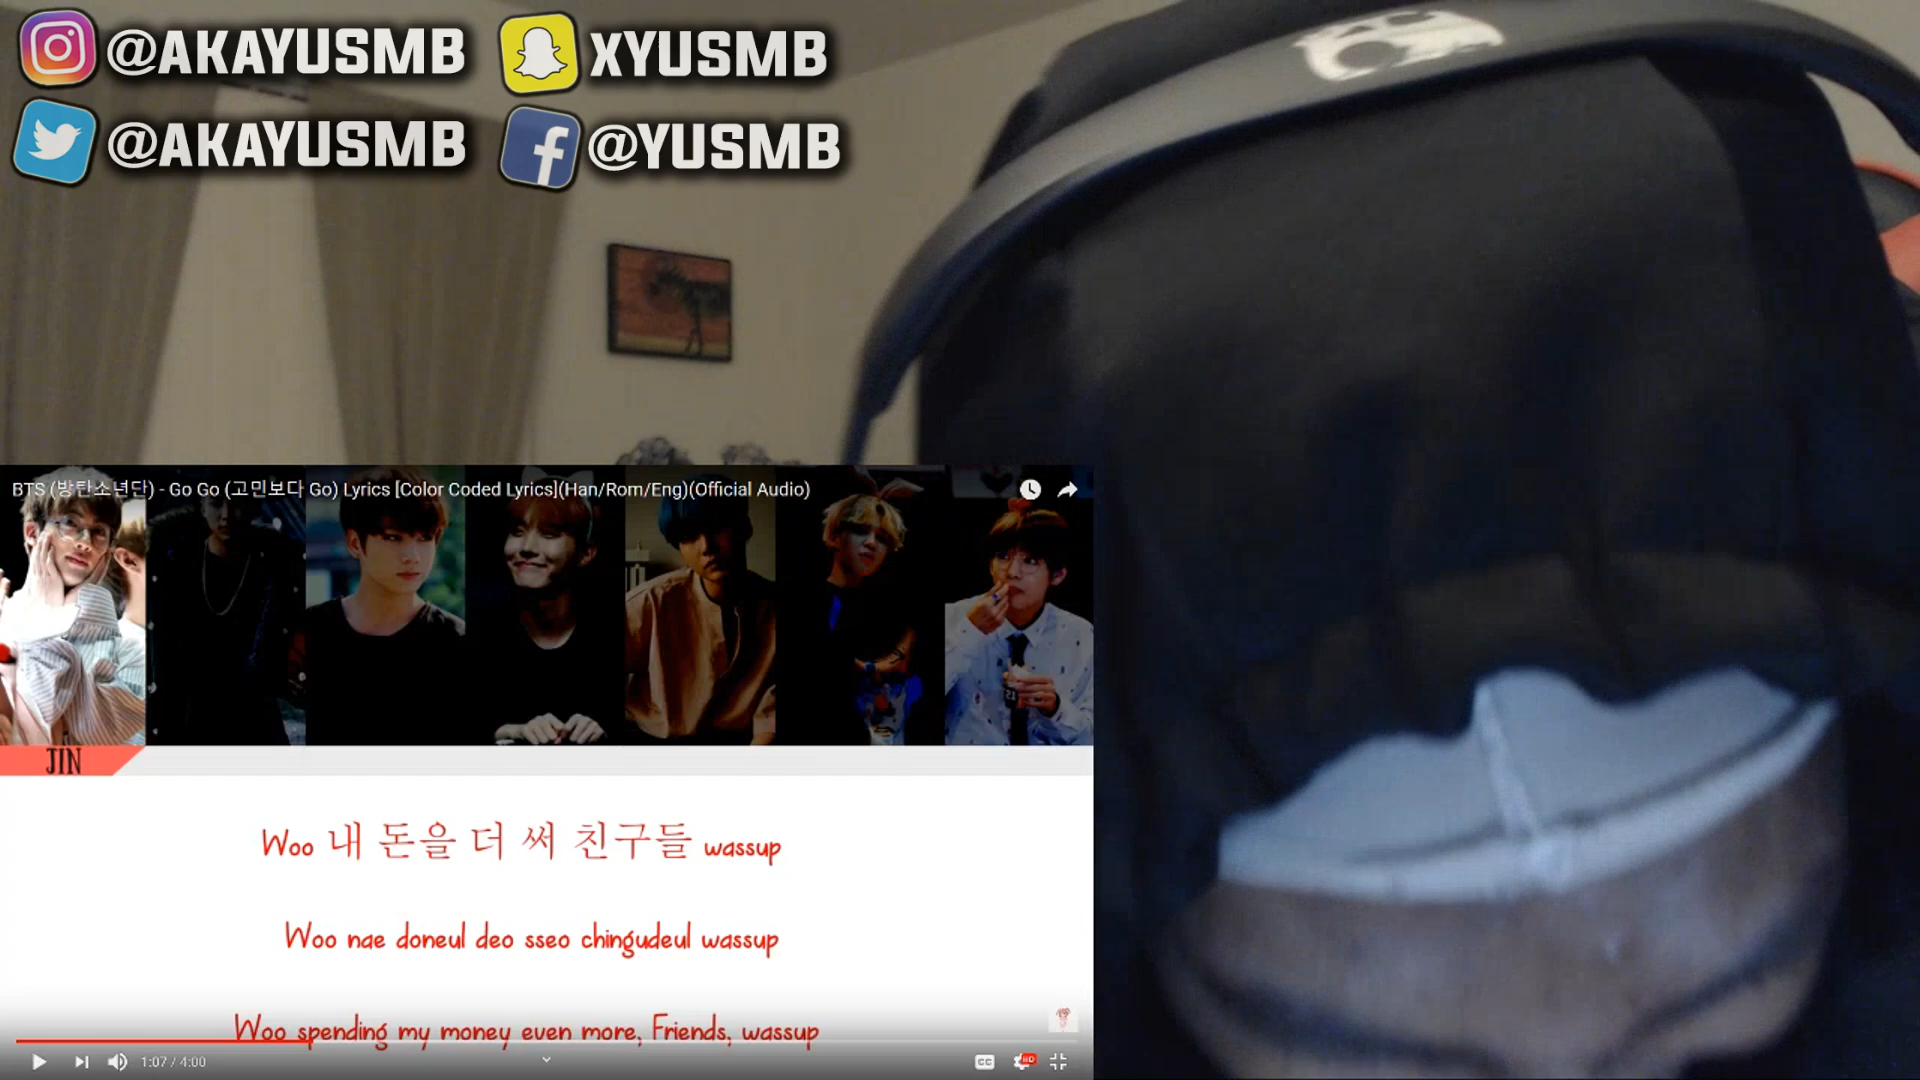 @AKAYUSMB
XYUSMB
@AKAYUSMB
@YUSMB
BTS (방탄소년단) - Go Go (고민보다 Go) Lyrics [Color Coded Lyrics](Han/Rom/Eng)(Official Audio)
JIN
Woo 내 돈을 더 써 친구들 wassup
Woo nae doneul deo sseo chingudeul wassup
Woo spending my money even more, Friends, wassup
1:07 / 4:00
CC
HD